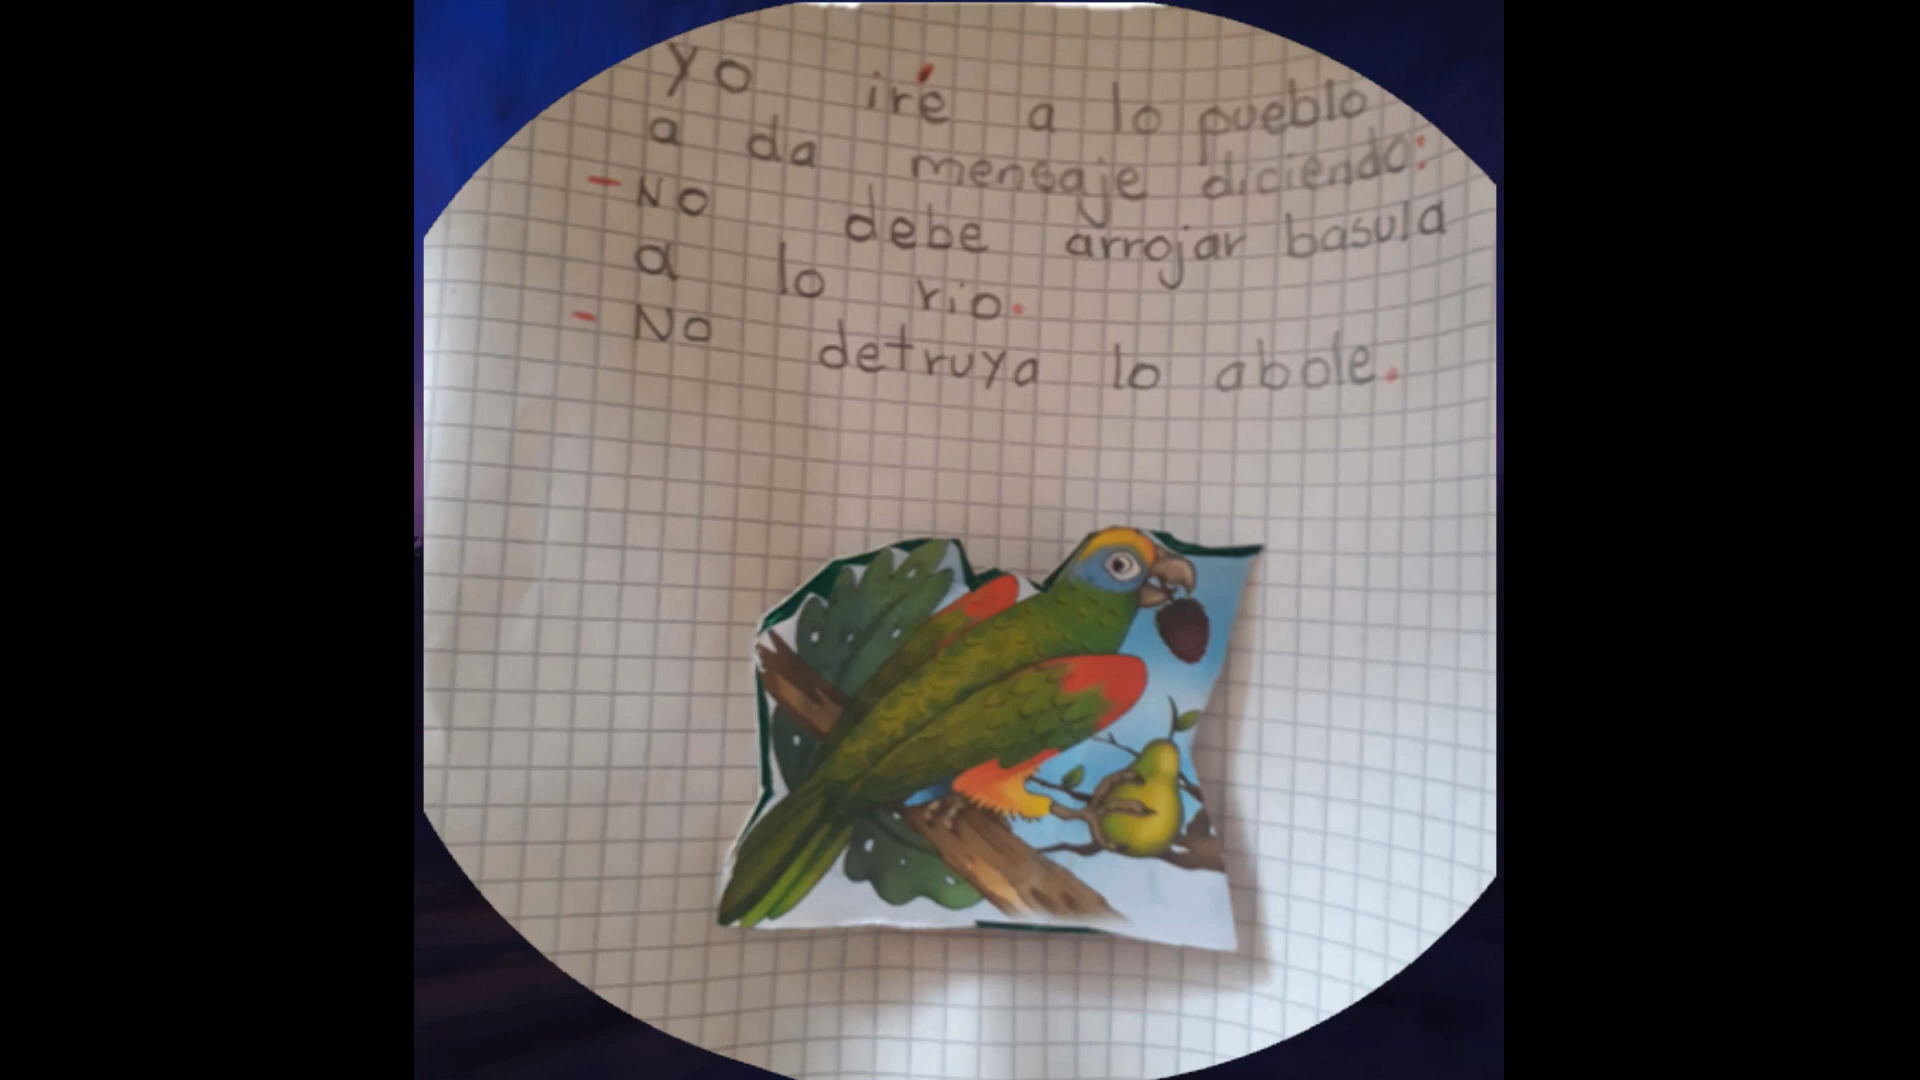 yo iré a lo pueblo
a da mensaje diciendo:
- No debe arrojar basula
a lo rio.
- No detruya lo abole.